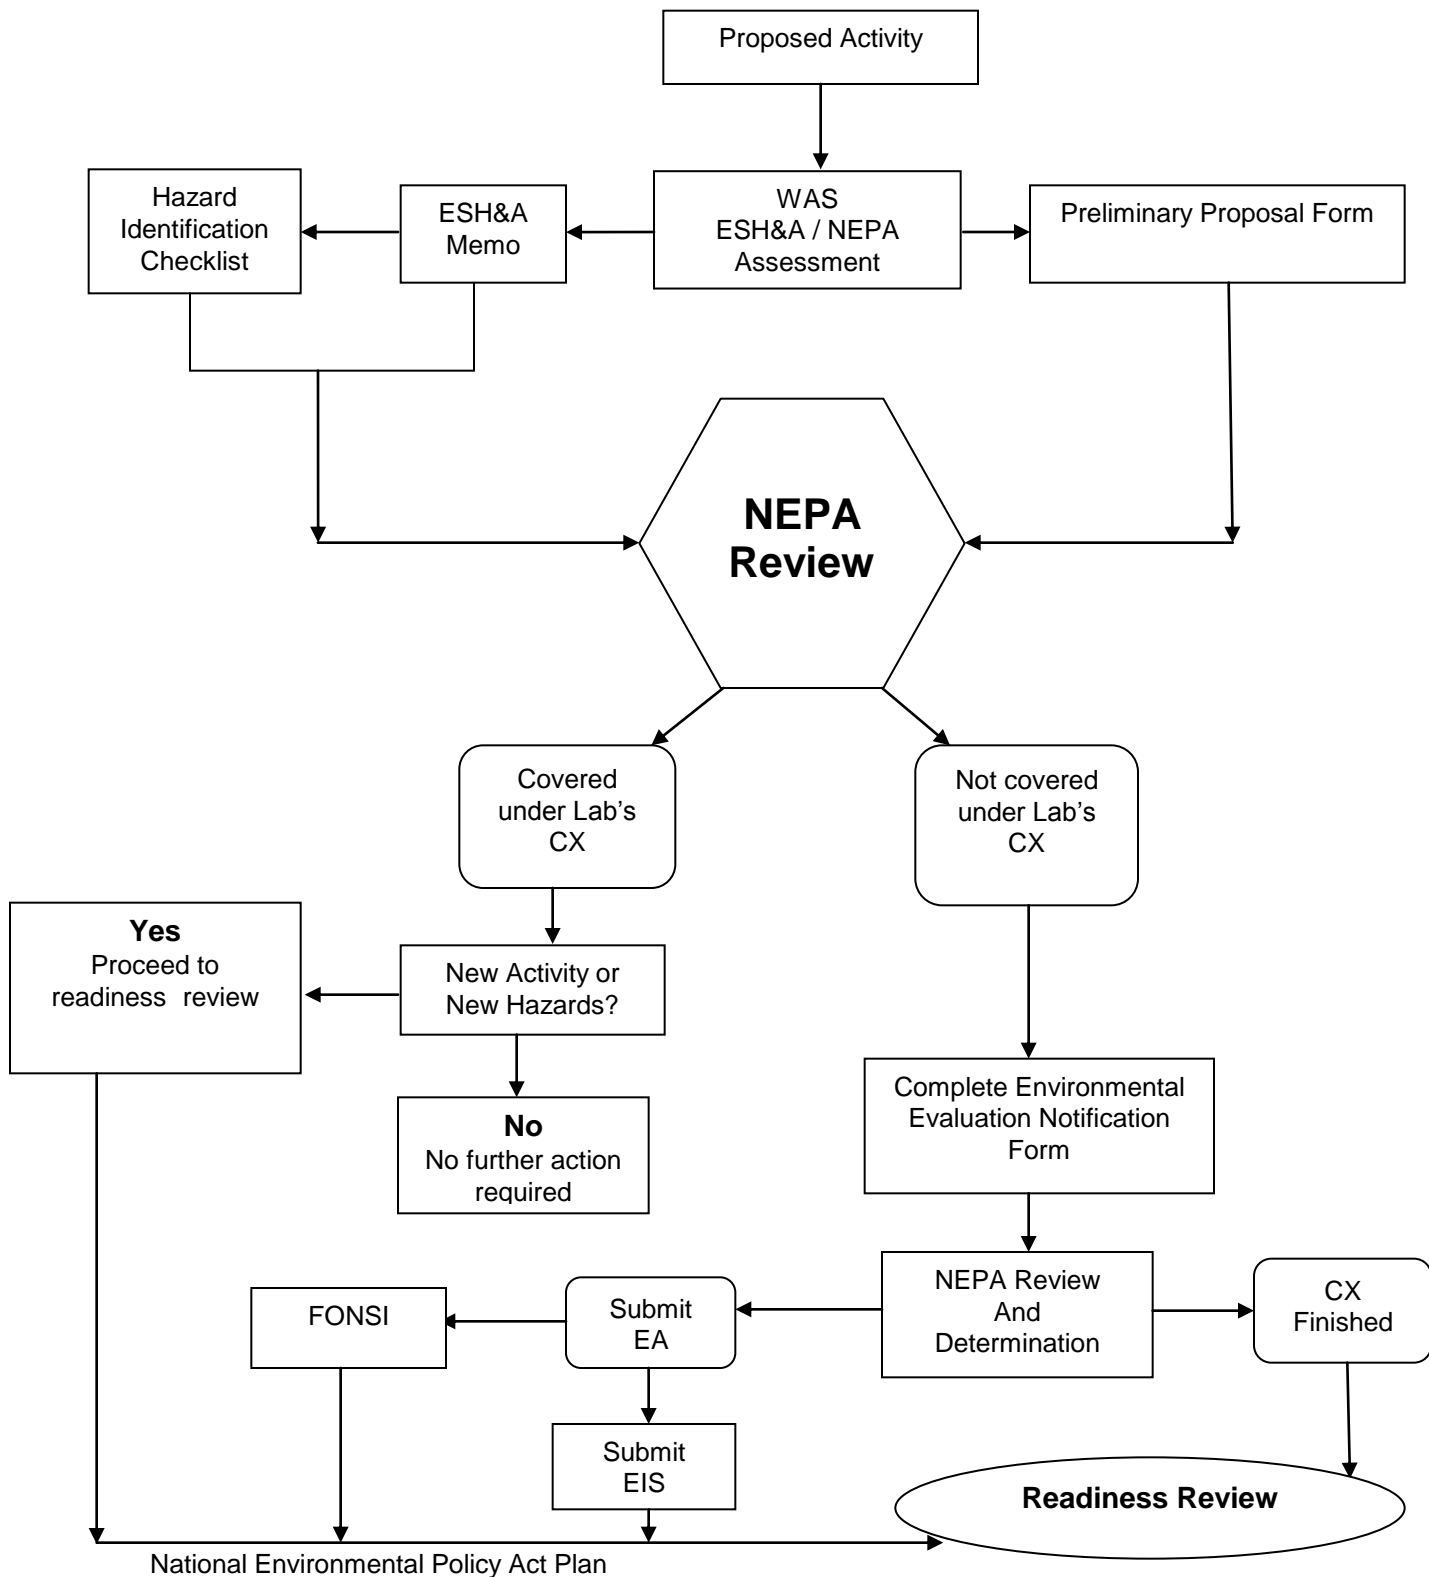 Proposed Activity
Hazard
Identification
Checklist
ESH&A
Memo
WAS
ESH&A / NEPA
Assessment
Preliminary Proposal Form
NEPA
Review
Covered
under Lab’s
CX
Not covered
under Lab’s
CX
Yes
Proceed to
readiness review
New Activity or
New Hazards?
No
No further action
required
Complete Environmental
Evaluation Notification
Form
FONSI
Submit
EA
NEPA Review
And
Determination
CX
Finished
Submit
EIS
Readiness Review
National Environmental Policy Act Plan